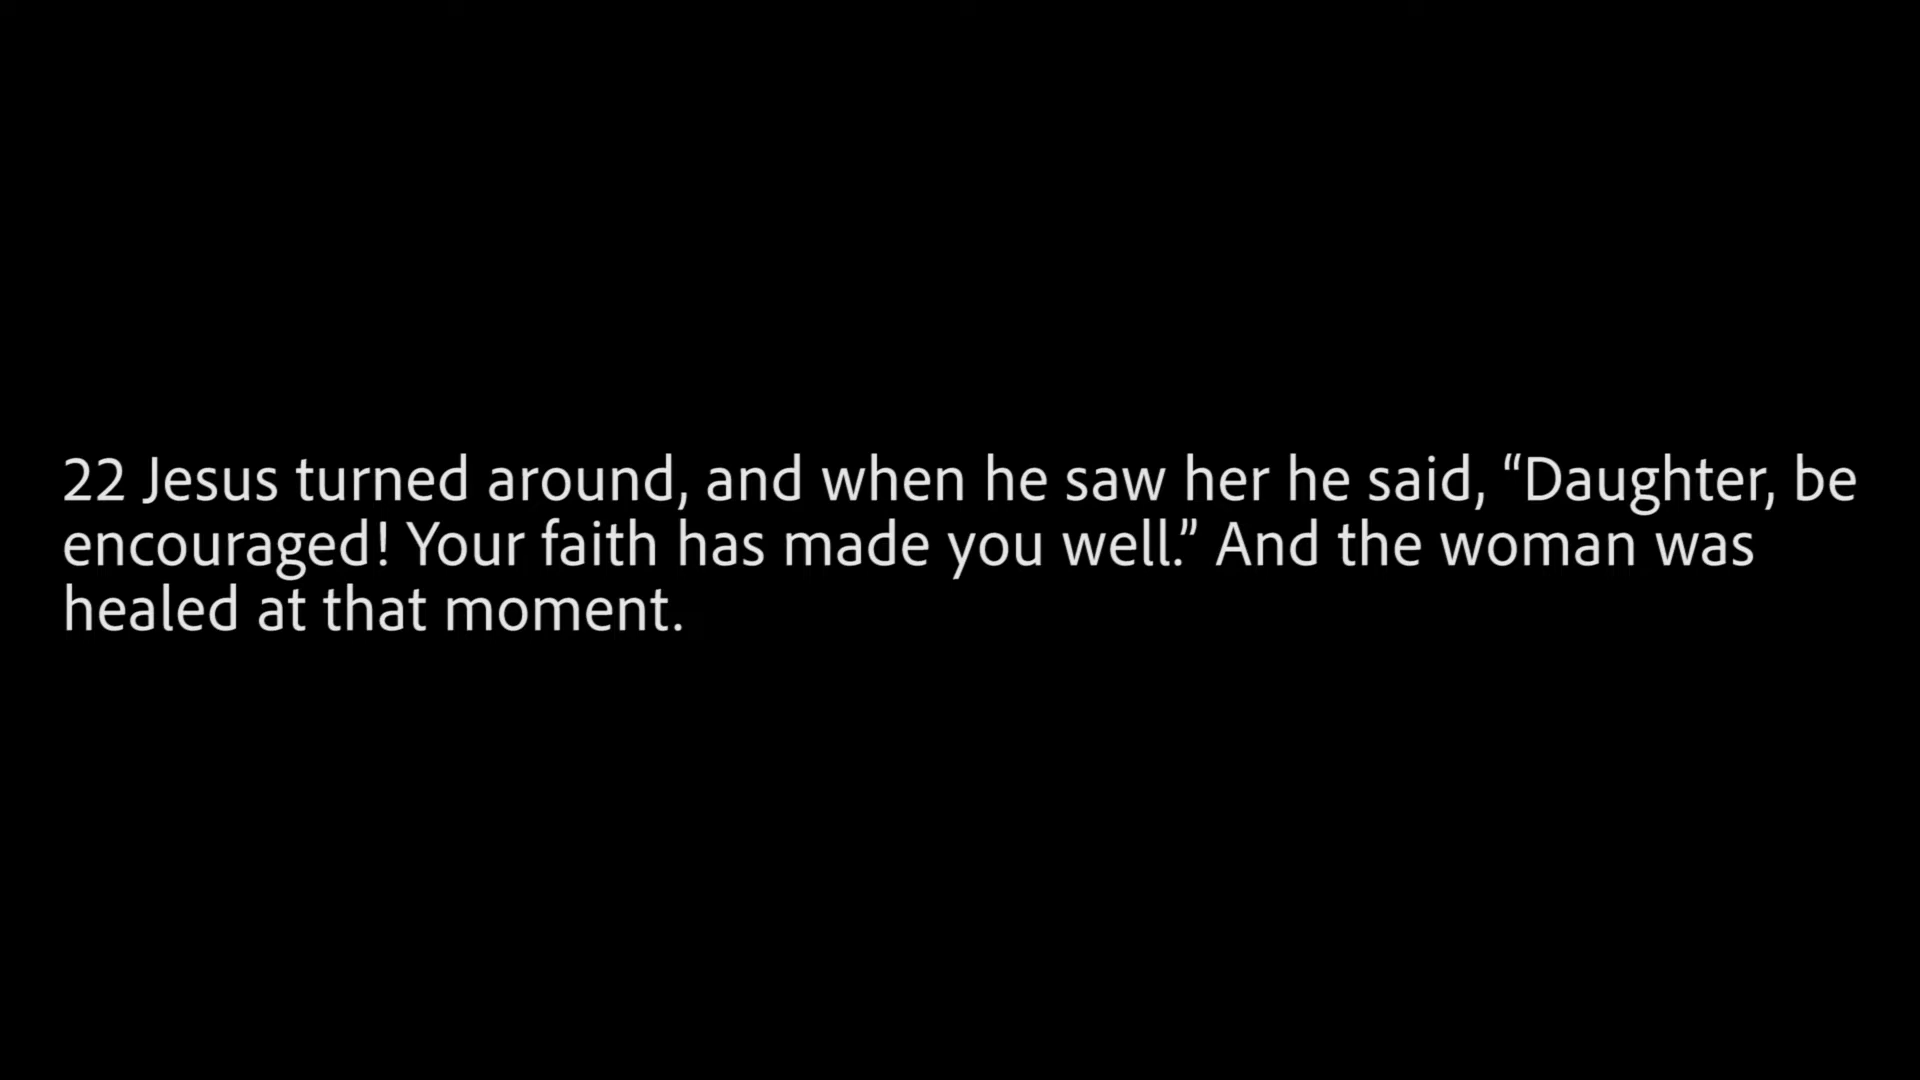 22 Jesus turned around, and when he saw her he said, “Daughter, be
encouraged! Your faith has made you well.” And the woman was
healed at that moment.